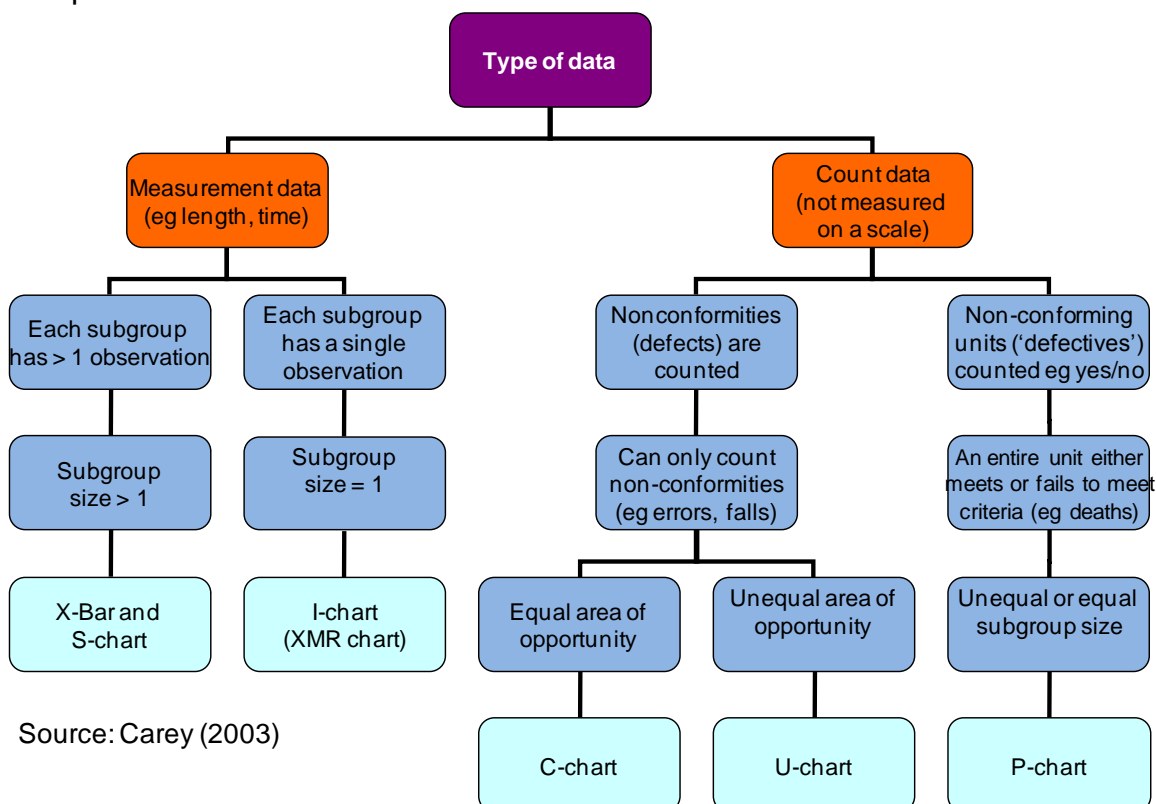 Type of data
Measurement data
(eg length, time)
Count data
(not measured
on a scale)
Each subgroup
has > 1 observation
Each subgroup
has a single
observation
Nonconformities
(defects) are
counted
Non-conforming
units (‘defectives’)
counted eg yes/no
Subgroup
size > 1
Subgroup
size = 1
Can only count
non-conformities
(eg errors, falls)
An entire unit either
meets or fails to meet
criteria (eg deaths)
X-Bar and
S-chart
I-chart
(XMR chart)
Equal area of
opportunity
Unequal area of
opportunity
Unequal or equal
subgroup size
Source: Carey (2003)
C-chart
U-chart
P-chart